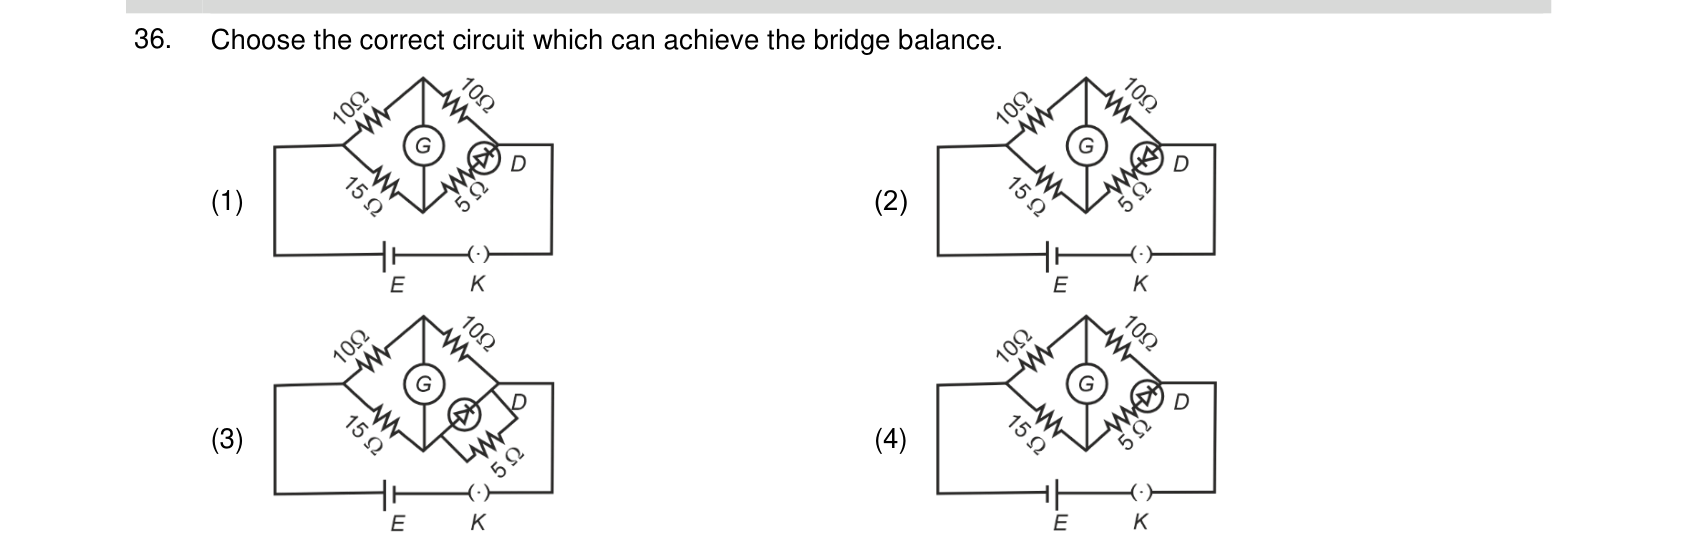 36. Choose the correct circuit which can achieve the bridge balance.
(1)
10Ω
10Ω
G
D
15 Ω
5 Ω
E
K
(2)
10Ω
10Ω
G
D
15 Ω
5 Ω
E
K
(3)
10Ω
10Ω
G
D
15 Ω
5 Ω
E
K
(4)
10Ω
10Ω
G
D
15 Ω
5 Ω
E
K